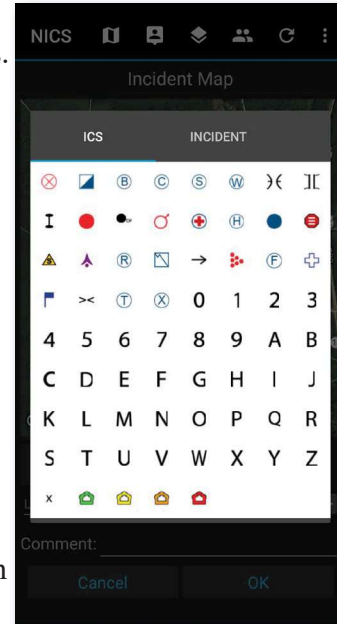 NICS
Incident Map
ICS INCIDENT
B C S W
I
H
R F
>< T X 0 1 2 3
4 5 6 7 8 9 A B
C D E F G H I J
K L M N O P Q R
S T U V W X Y Z
x
Comment:
Cancel OK